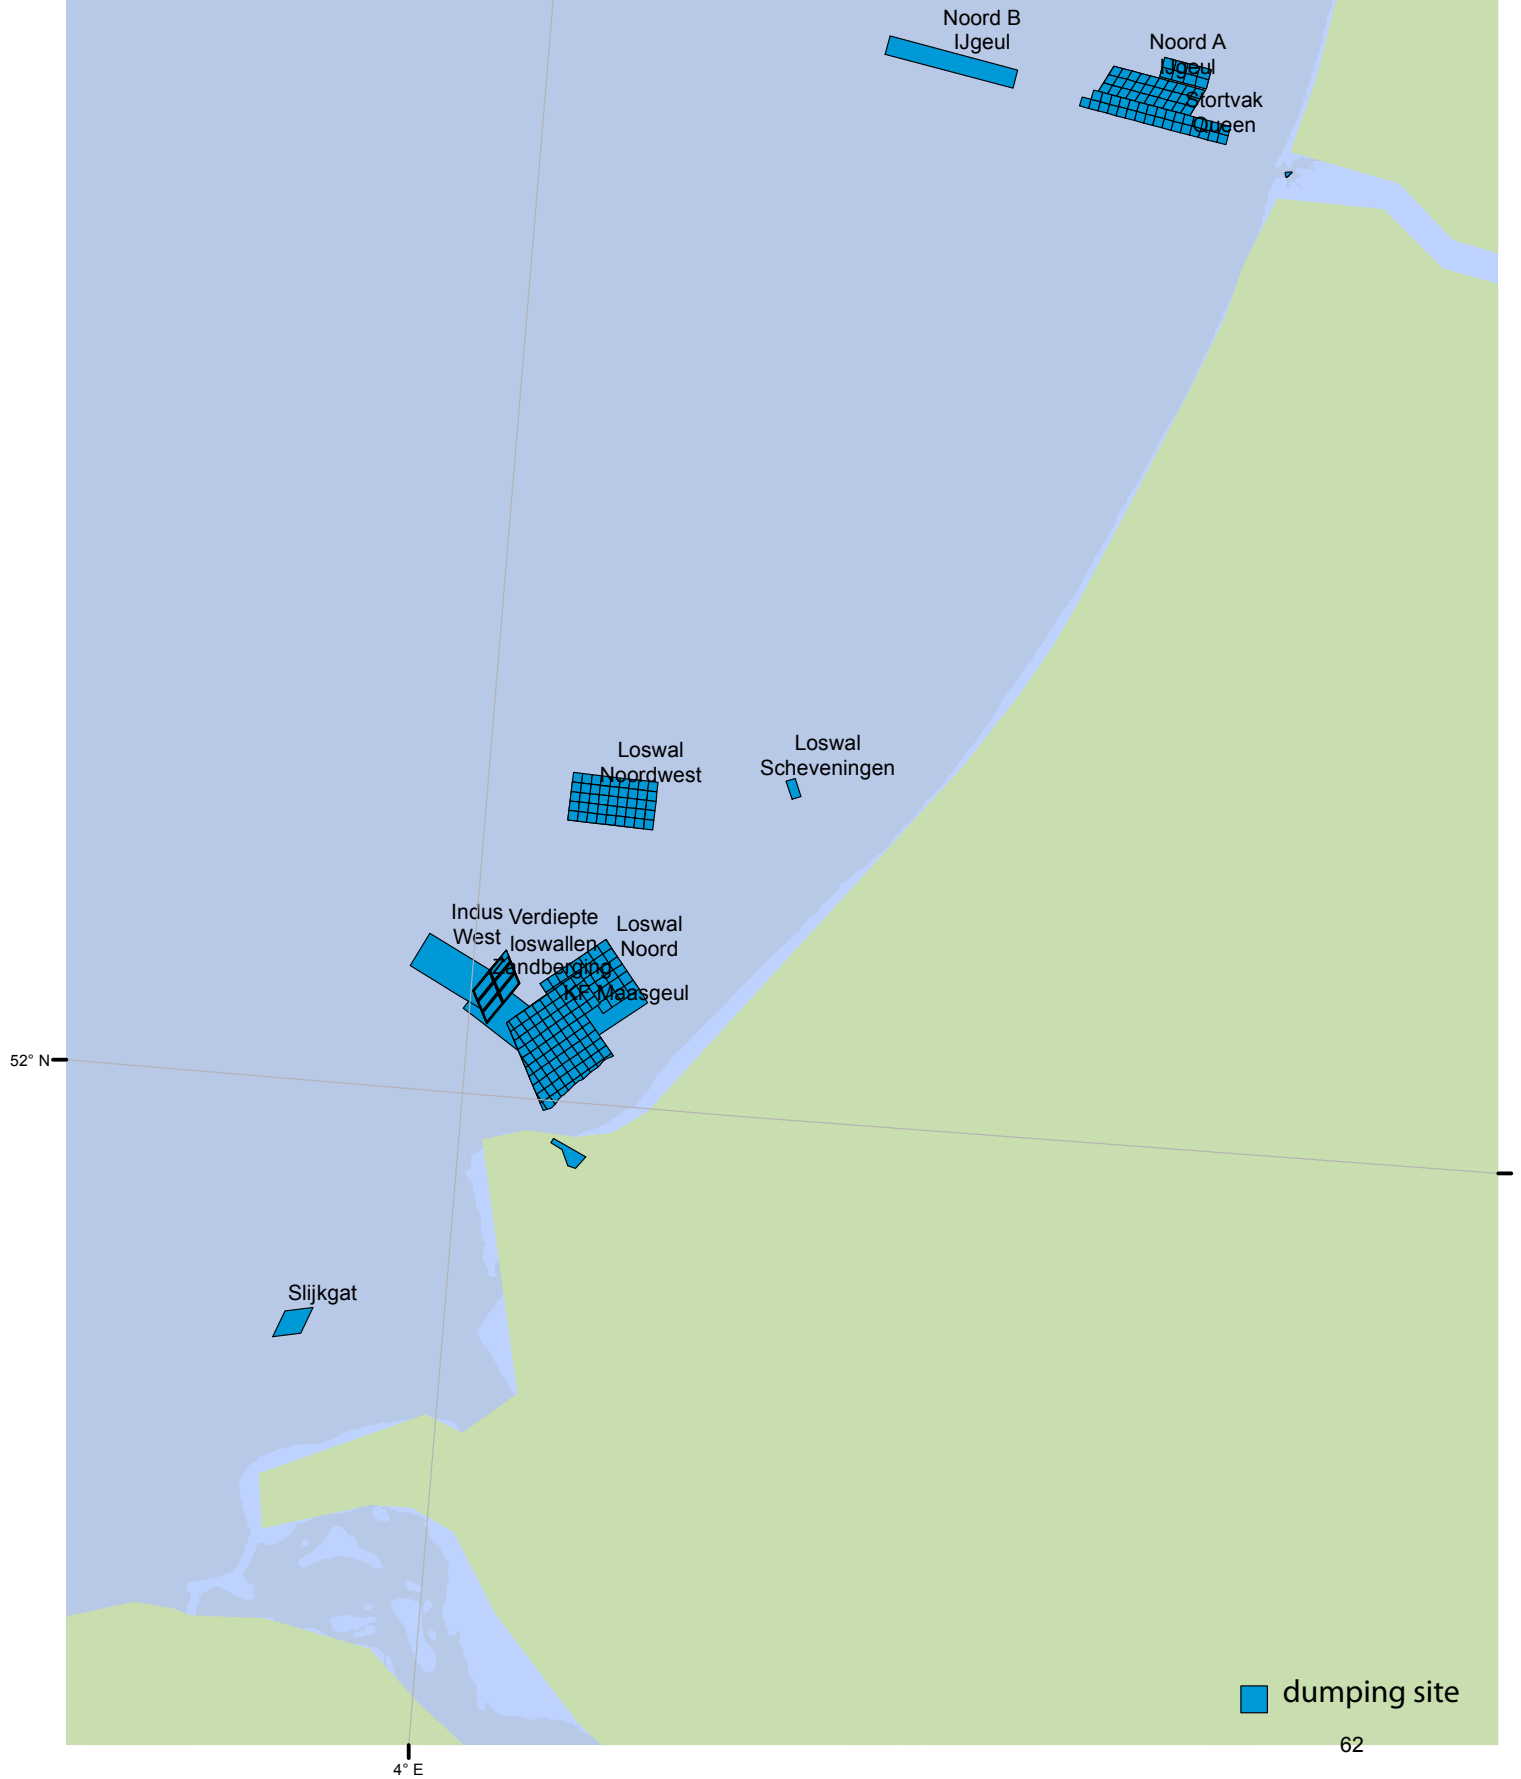 Noord B
IJgeul
Noord A
IJgeul
Stortvak
Queen
Loswal
Noordwest
Loswal
Scheveningen
Indus
West
Verdiepte
loswallen
Zandberging
Loswal
Noord
KF Maasgeul
52° N
Slijkgat
dumping site
62
4° E